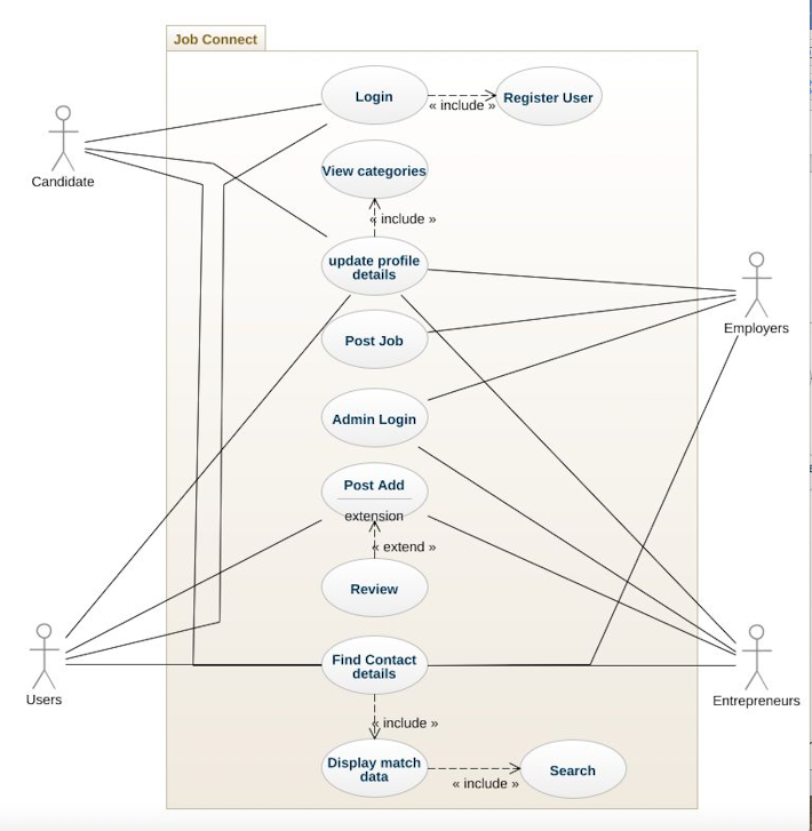 Job Connect
Login
« include »
Register User
Candidate
View categories
« include »
update profile
details
Employers
Post Job
Admin Login
Post Add
extension
« extend »
Review
Users
Find Contact
details
Entrepreneurs
« include »
Display match
data
« include »
Search